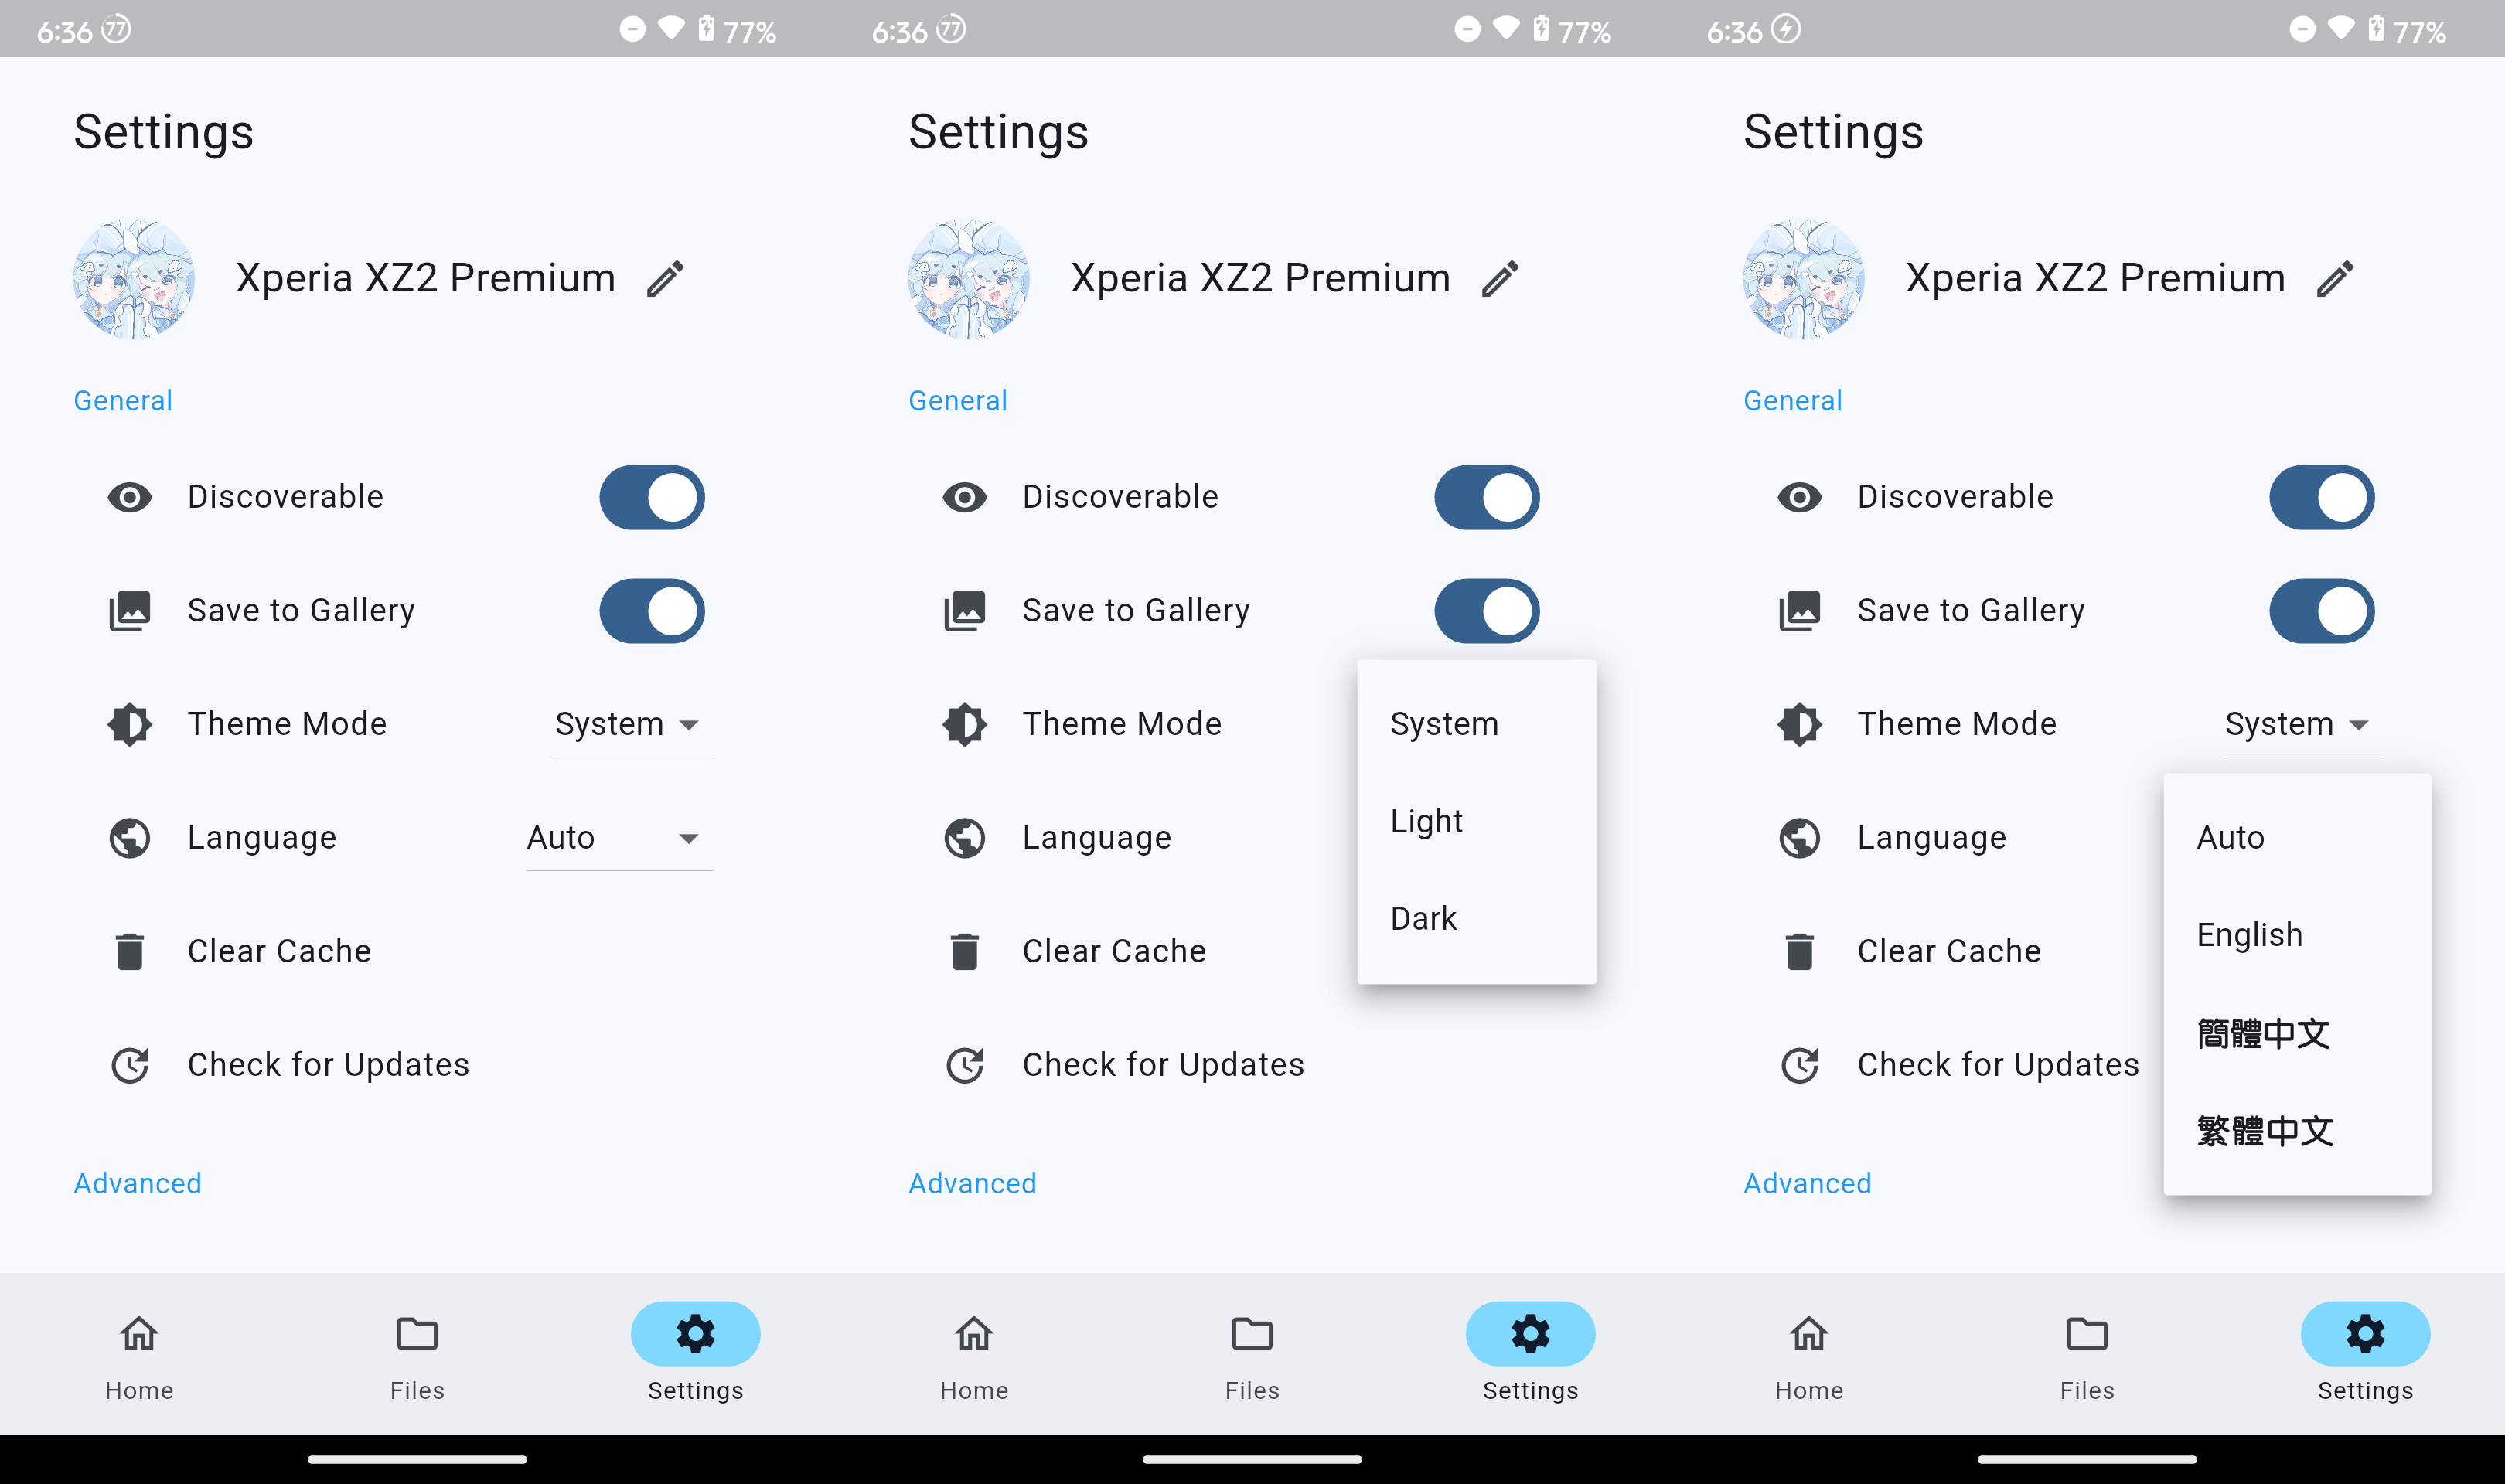 6:36 77 77%
Settings
Xperia XZ2 Premium
General
Discoverable
Save to Gallery
Theme Mode System
Language Auto
Clear Cache
Check for Updates
Advanced
Home Files Settings
6:36 77 77%
Settings
Xperia XZ2 Premium
General
Discoverable
Save to Gallery
Theme Mode
System
Light
Dark
Language
Clear Cache
Check for Updates
Advanced
Home Files Settings
6:36 77%
Settings
Xperia XZ2 Premium
General
Discoverable
Save to Gallery
Theme Mode System
Language
Auto
English
簡體中文
繁體中文
Clear Cache
Check for Updates
Advanced
Home Files Settings